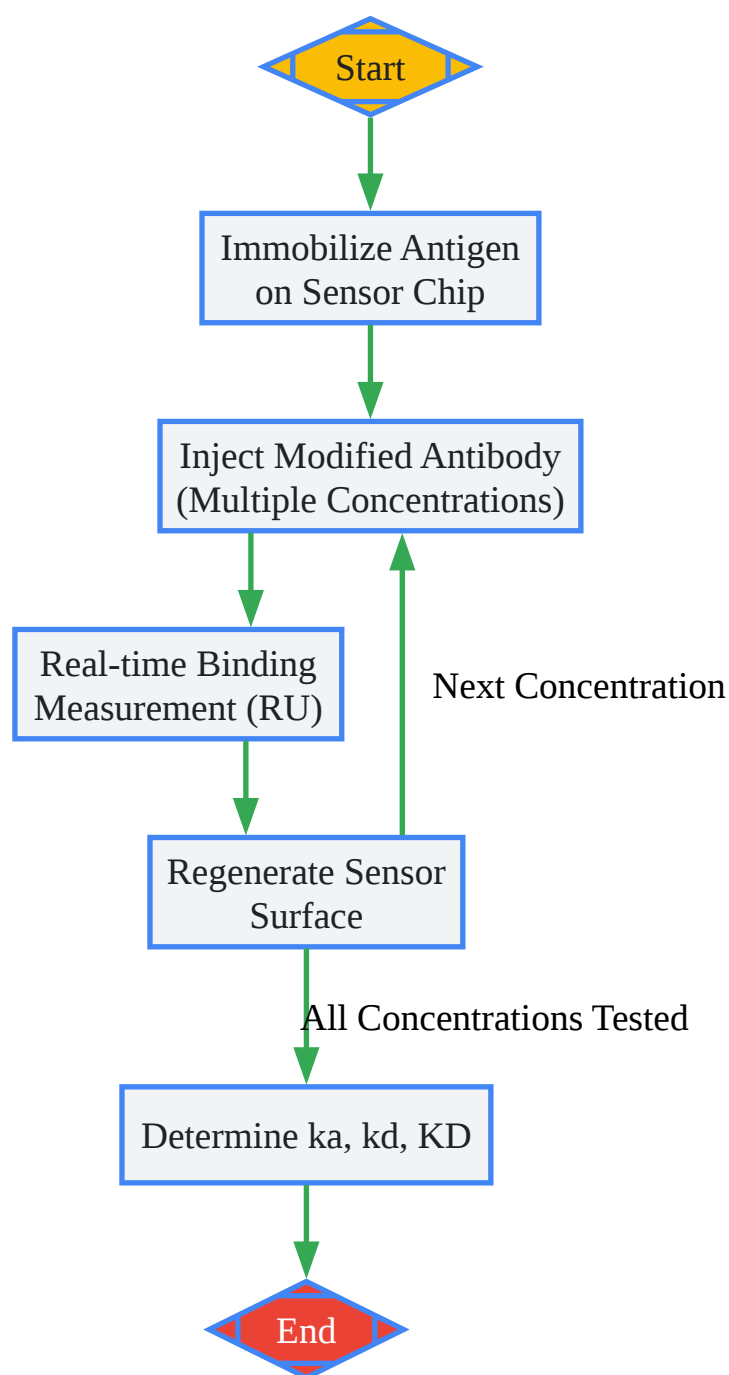 Start
Immobilize Antigen
on Sensor Chip
Inject Modified Antibody
(Multiple Concentrations)
Real-time Binding
Measurement (RU)
Next Concentration
Regenerate Sensor
Surface
All Concentrations Tested
Determine ka, kd, KD
End